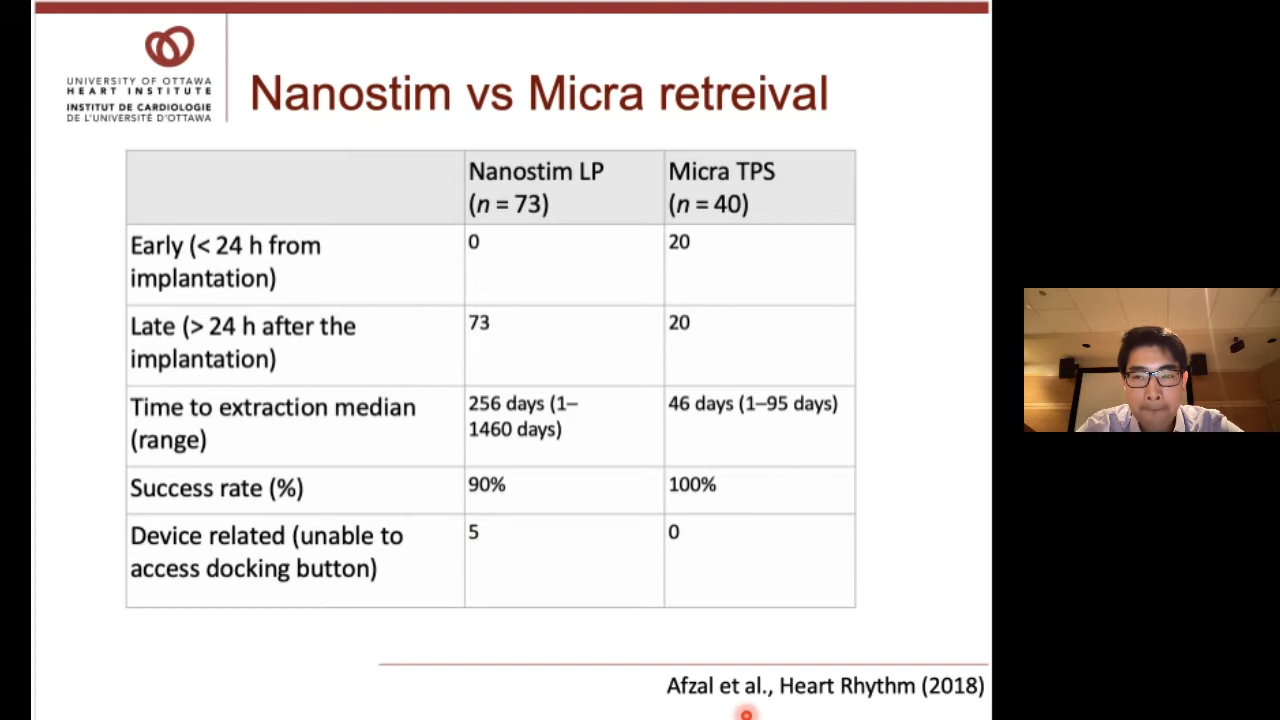 UNIVERSITY OF OTTAWA
HEART INSTITUTE
INSTITUT DE CARDIOLOGIE
DE L'UNIVERSITÉ D'OTTAWA
Nanostim vs Micra retreival
Nanostim LP
(n = 73)
Micra TPS
(n = 40)
Early (< 24 h from
implantation)
0
20
Late (> 24 h after the
implantation)
73
20
Time to extraction median
(range)
256 days (1–
1460 days)
46 days (1–95 days)
Success rate (%)
90%
100%
Device related (unable to
access docking button)
5
0
Afzal et al., Heart Rhythm (2018)